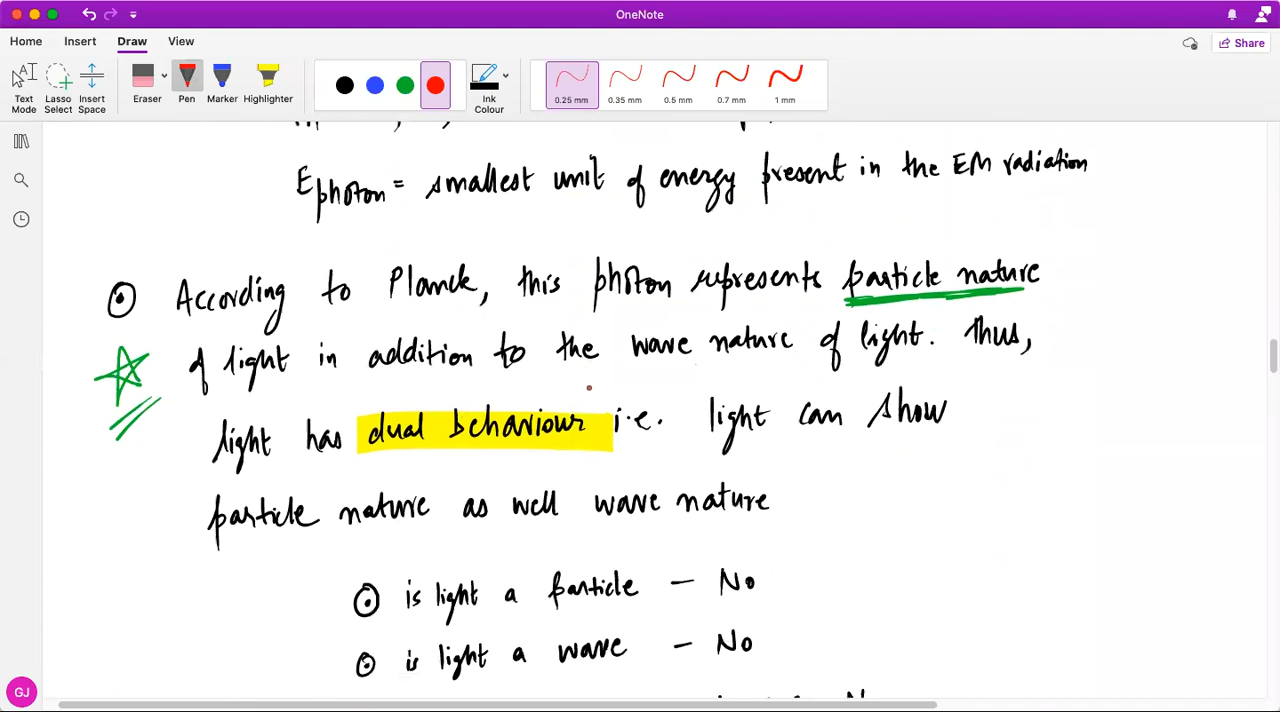 OneNote
Home Insert Draw View
Share
Text Mode
Lasso Select
Insert Space
Eraser
Pen
Marker
Highlighter
Ink Colour
0.25 mm
0.35 mm
0.5 mm
0.7 mm
1 mm
E photon = smallest unit of energy present in the EM radiation
According to Planck, this photon represents particle nature
of light in addition to the wave nature of light. Thus,
light has dual behaviour i.e. light can show
particle nature as well wave nature
is light a particle – No
is light a wave – No
GJ